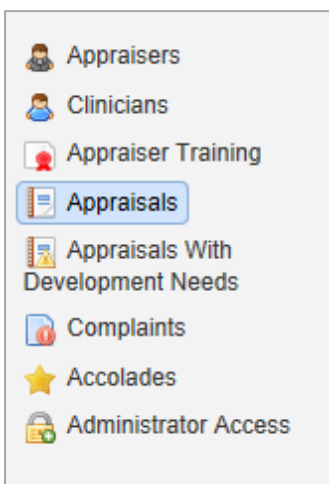 Appraisers
Clinicians
Appraiser Training
Appraisals
Appraisals With
Development Needs
Complaints
Accolades
Administrator Access